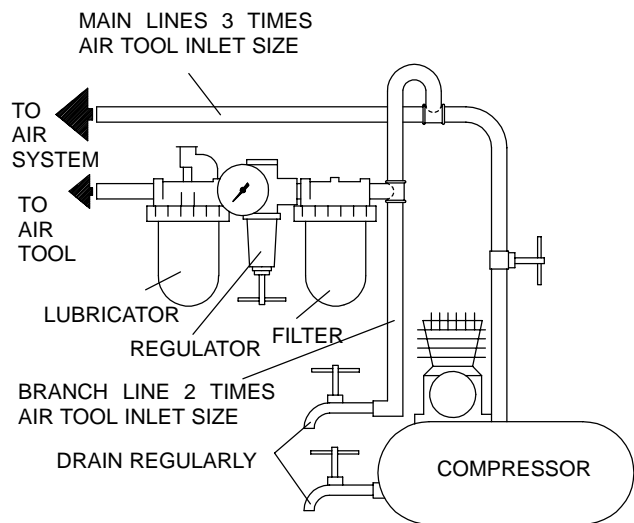 MAIN LINES 3 TIMES
AIR TOOL INLET SIZE
TO
AIR
SYSTEM
TO
AIR
TOOL
LUBRICATOR
REGULATOR
FILTER
BRANCH LINE 2 TIMES
AIR TOOL INLET SIZE
DRAIN REGULARLY
COMPRESSOR